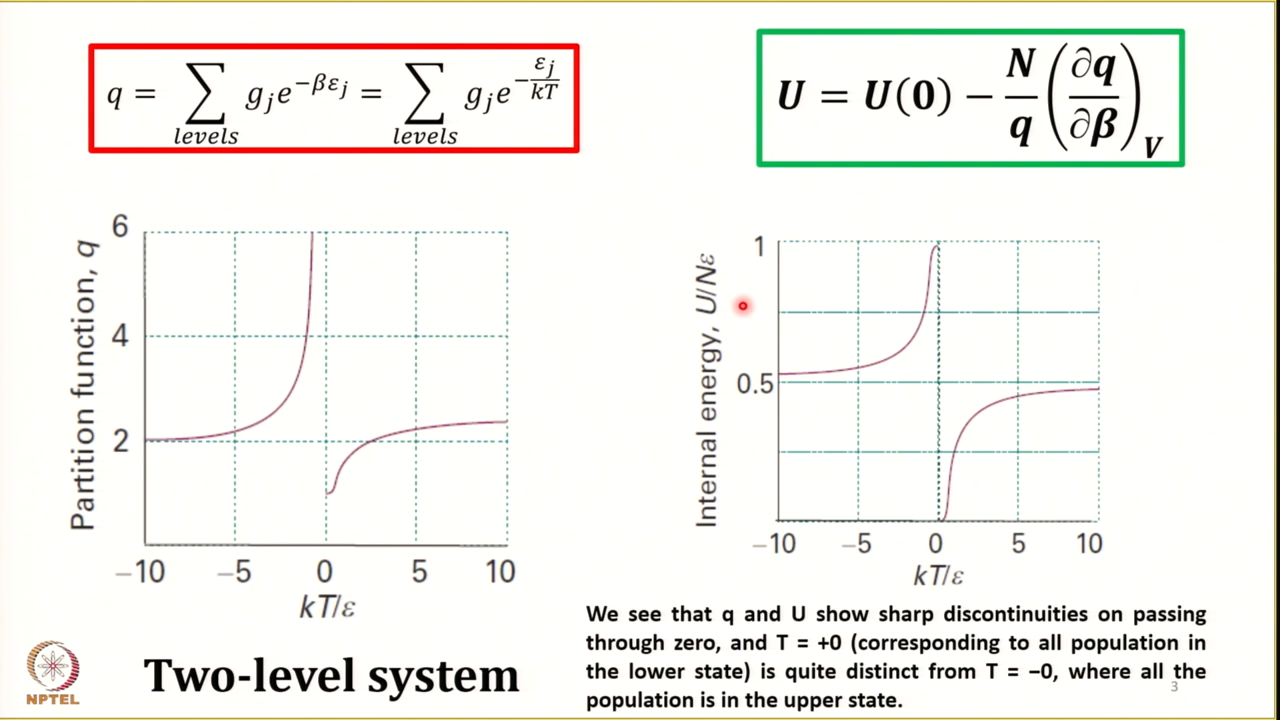 q = ∑ levels g_j e^{−βε_j} = ∑ levels g_j e^{−ε_j/kT}
U = U(0) − N/q (∂q/∂β)_V
Partition function, q
6
4
2
−10 −5 0 5 10
kT/ε
Internal energy, U/Nε
1
0.5
−10 −5 0 5 10
kT/ε
We see that q and U show sharp discontinuities on passing
through zero, and T = +0 (corresponding to all population in
the lower state) is quite distinct from T = −0, where all the
population is in the upper state.
3
NPTEL
Two-level system